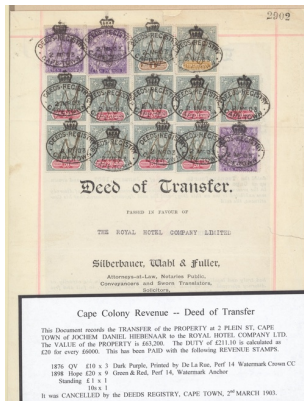 2902
Deed of Transfer.
PASSED IN FAVOUR OF
THE ROYAL HOTEL COMPANY LIMITED
Silberbauer, Wahl & Fuller,
Attorneys-at-Law, Notaries Public,
Conveyancers and Sworn Translators,
Solicitors,
Cape Colony Revenue -- Deed of Transfer
This Document records the TRANSFER of the PROPERTY at 2 PLEIN ST, CAPE
TOWN of JOCHEM DANIEL HIEBENAAR to the ROYAL HOTEL COMPANY LTD.
The VALUE of the PROPERTY is £63,200. The DUTY of £211.10 is calculated as
£20 for every £6000. This has been PAID with the following REVENUE STAMPS.
1876 QV £10 x 3 Dark Purple, Printed by De La Rue, Perf 14 Watermark Crown CC
1898 Hope £20 x 9 Green & Red, Perf 14, Watermark Anchor
Standing £1 x 1
10s x 1
It was CANCELLED by the DEEDS REGISTRY, CAPE TOWN, 2nd MARCH 1903.